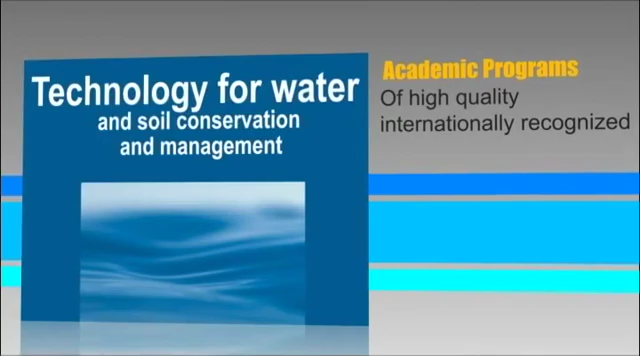 Technology for water
and soil conservation
and management
Academic Programs
Of high quality
internationally recognized